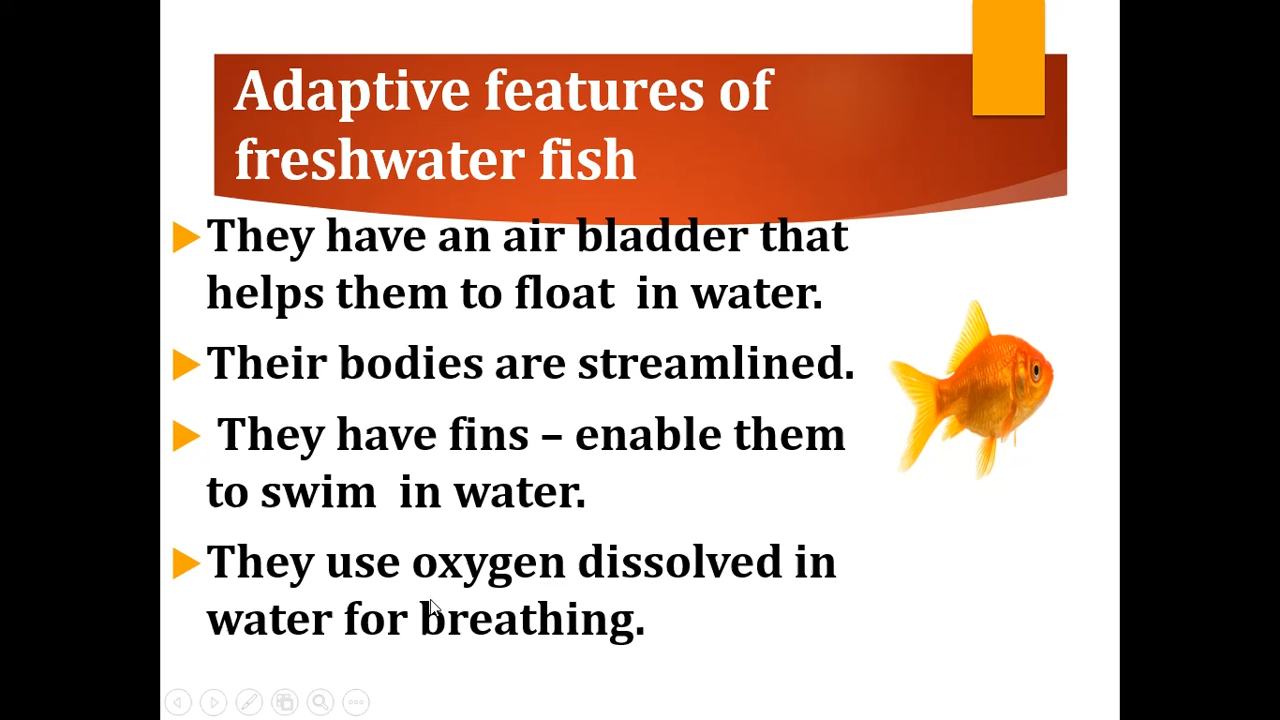 Adaptive features of
freshwater fish
They have an air bladder that
helps them to float  in water.
Their bodies are streamlined.
They have fins – enable them
to swim  in water.
They use oxygen dissolved in
water for breathing.